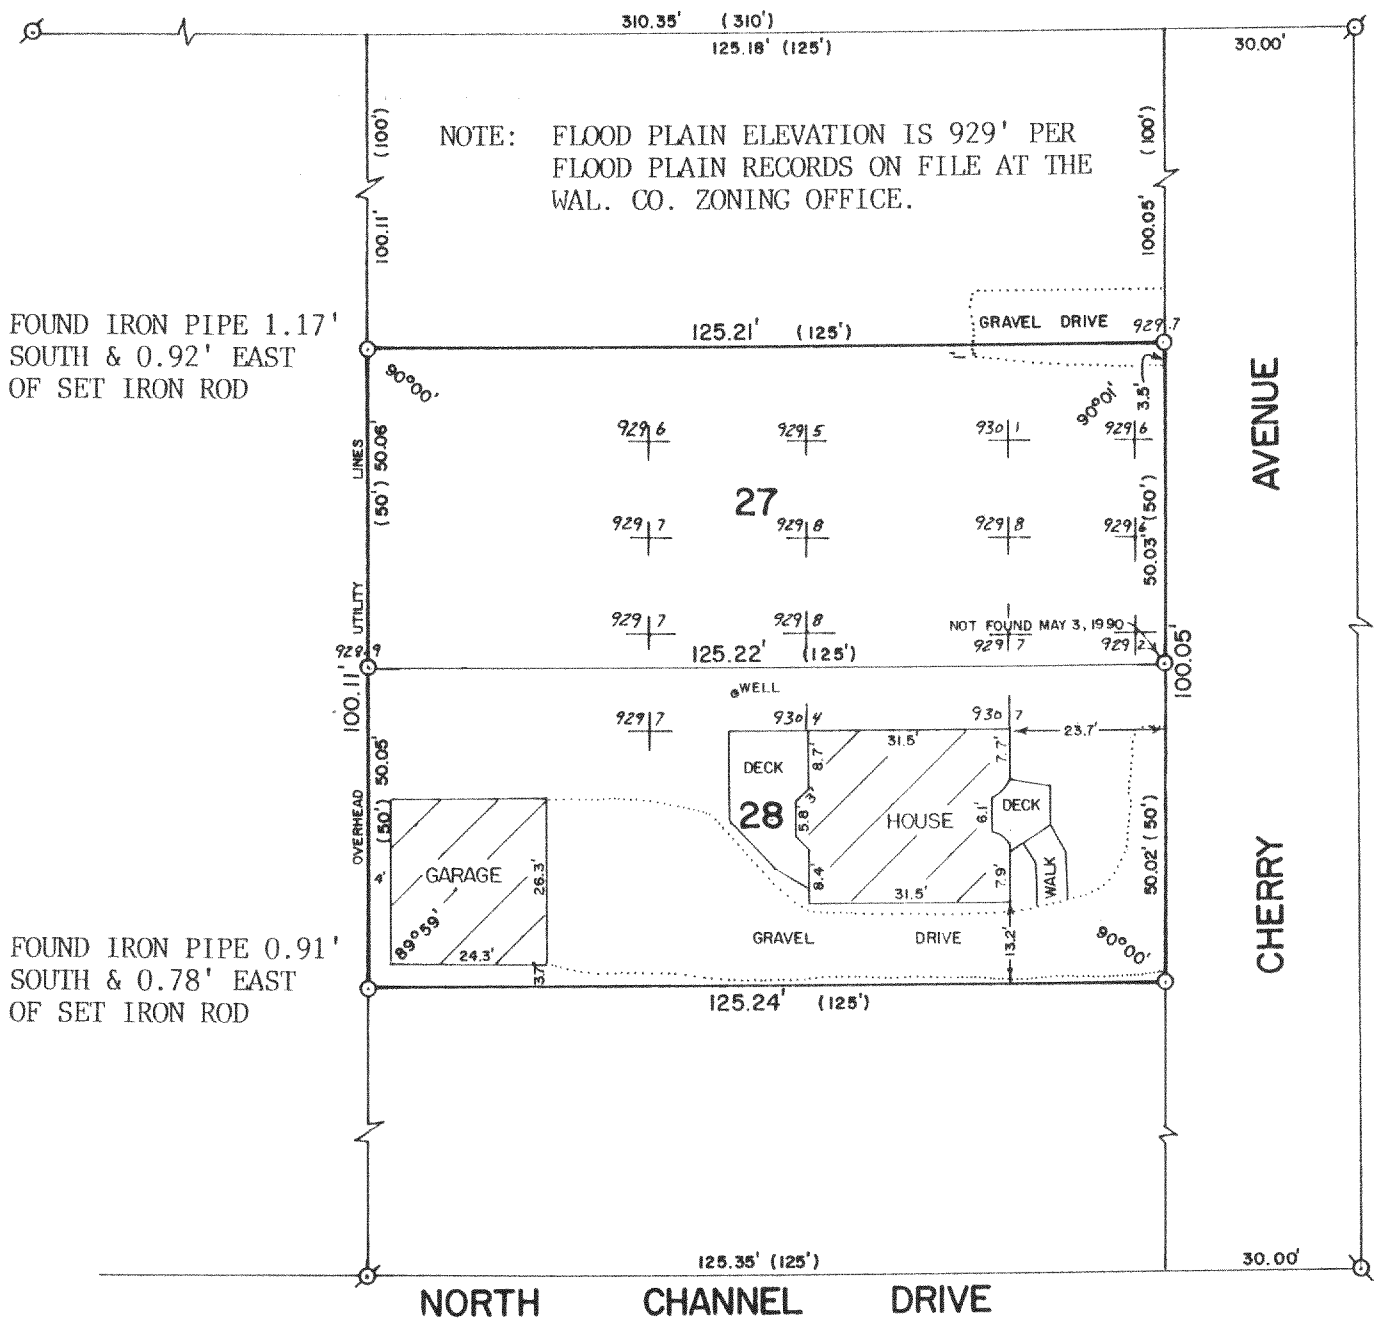 310.35' (310')
125.18' (125')
30.00'
(100')
(100')
NOTE: FLOOD PLAIN ELEVATION IS 929' PER
FLOOD PLAIN RECORDS ON FILE AT THE
WAL. CO. ZONING OFFICE.
100.11'
100.05'
FOUND IRON PIPE 1.17'
SOUTH & 0.92' EAST
OF SET IRON ROD
GRAVEL DRIVE
929.7
125.21' (125')
1'
90°00'
90°01'
3.5'
AVENUE
929 6
929 5
930 1
929 6
LINES
(50') 50.06'
27
929 7
929 8
929 8
929 6
50.03' (50')
929 7
929 8
NOT FOUND MAY 3, 1990
929 7
929 2
UTILITY
928.9
125.22' (125')
100.11'
100.05'
WELL
929 7
930 4
930 7
23.7'
31.5'
8.7'
7.7'
DECK
28
3'
5.8'
HOUSE
6.1'
DECK
50.05'
(50')
OVERHEAD
4'
GARAGE
26.3'
8.4'
31.5'
7.9'
WALK
50.02' (50')
CHERRY
89°59'
24.3'
3.7'
GRAVEL DRIVE
13.2'
90°00'
FOUND IRON PIPE 0.91'
SOUTH & 0.78' EAST
OF SET IRON ROD
125.24' (125')
125.35' (125')
30.00'
NORTH CHANNEL DRIVE